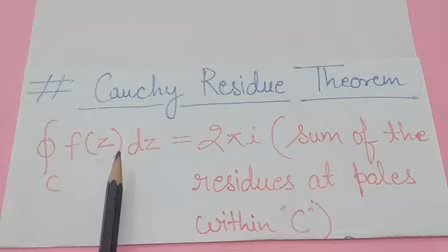 # Cauchy Residue Theorem
∮ f(z)dz = 2πi ( sum of the
C residues at poles
within "C")